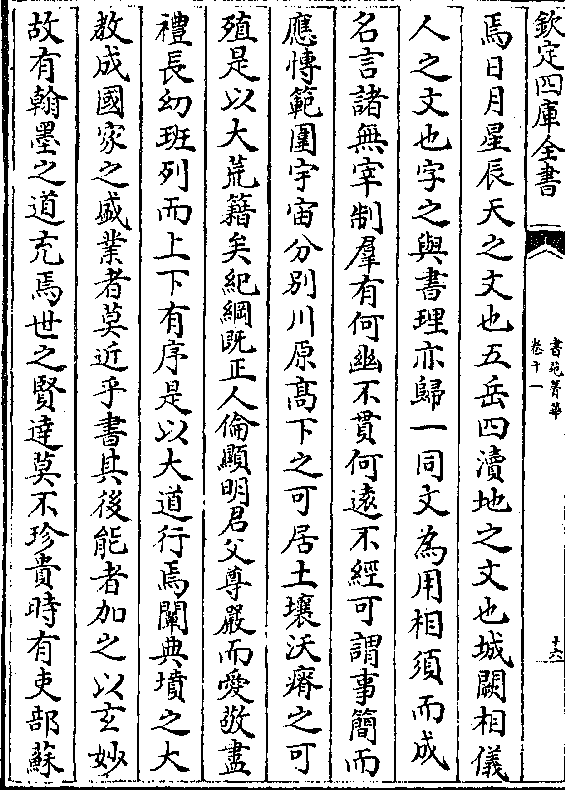 欽定四庫全書
書苑菁華
卷十一
十六
焉日月星辰天之文也五岳四瀆地之文也城闕相儀
人之文也字之與書理亦歸一同文為用相須而成
名言諸無宰制羣有何幽不貫何遠不經可謂事簡而
應愽範圍宇宙分别川原髙下之可居土壤沃瘠之可
殖是以大荒籍矣紀綱既正人倫顯明君父尊嚴而愛敬盡
禮長幼班列而上下有序是以大道行焉闡典墳之大
教成國家之盛業者莫近乎書其後能者加之以玄妙
故有翰墨之道𠑽焉世之賢達莫不珍貴時有吏部蘇